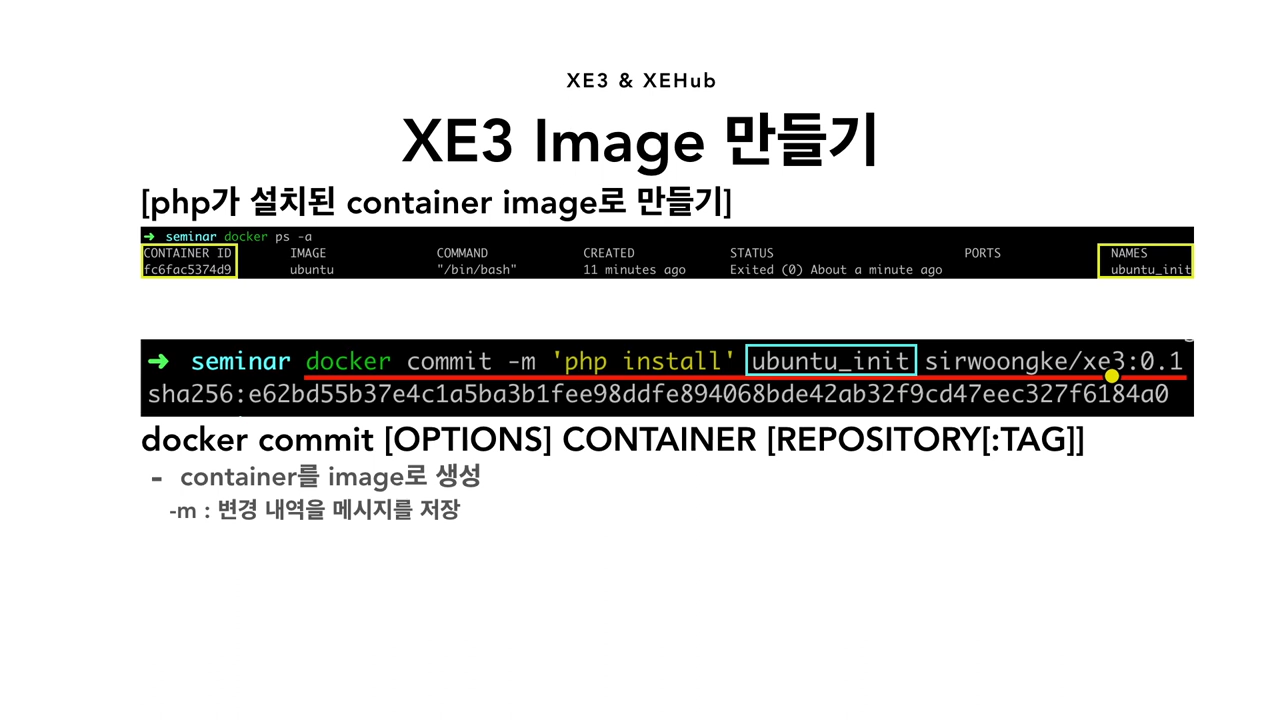 XE3 & XEHub
XE3 Image 만들기
[php가 설치된 container image로 만들기]
➜ seminar docker ps -a
CONTAINER ID IMAGE COMMAND CREATED STATUS PORTS NAMES
fc6fac5374d9 ubuntu "/bin/bash" 11 minutes ago Exited (0) About a minute ago ubuntu_init
➜ seminar docker commit -m 'php install' ubuntu_init sirwoongke/xe3:0.1
sha256:e62bd55b37e4c1a5ba3b1fee98ddfe894068bde42ab32f9cd47eec327f6184a0
docker commit [OPTIONS] CONTAINER [REPOSITORY[:TAG]]
- container를 image로 생성
-m : 변경 내역을 메시지를 저장